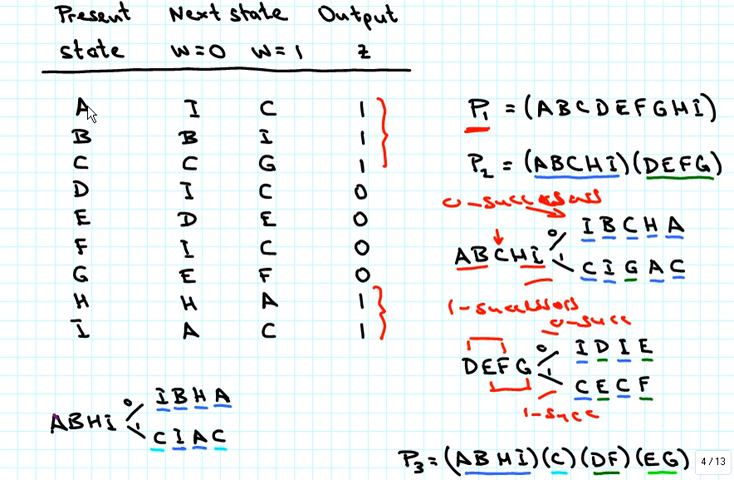 Present Next state Output
state w=0 w=1 z
A I C 1
B B I 1
C C G 1
D I C 0
E D E 0
F I C 0
G E F 0
H H A 1
I A C 1
P1 = (ABCDEFGHI)
P2 = (ABCHI)(DEFG)
0-successors
0 IBCHA
ABCHI
1 CIGAC
1-successors
0-succ
0 IDIE
DEFG
1 CECF
1-succ
0 IBHA
ABHI
1 CIAC
P3 = (ABHI)(C)(DF)(EG)
4/13